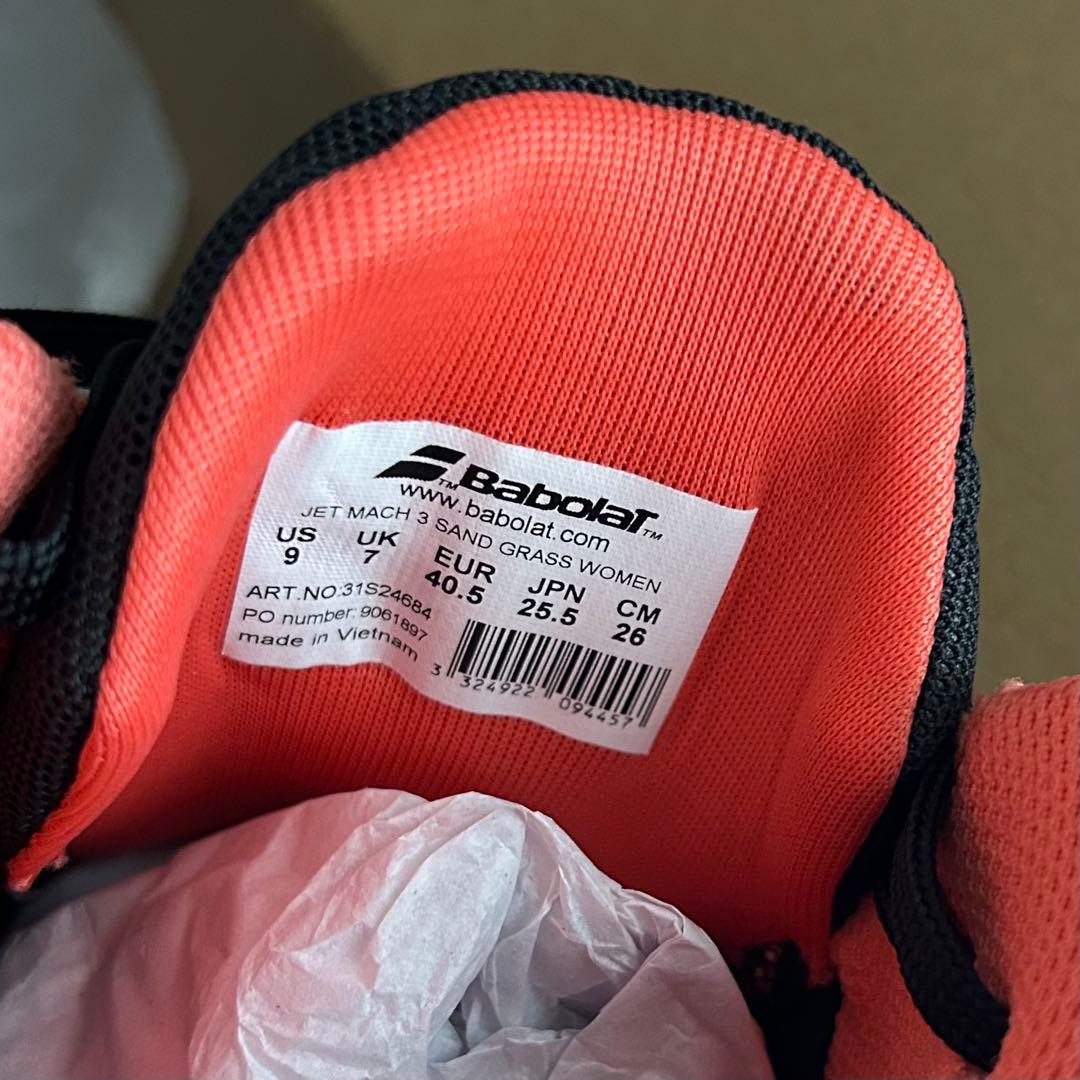 BabolaT™
www.babolat.com
JET MACH 3 SAND GRASS WOMEN
US UK EUR JPN CM
9 7 40.5 25.5 26
ART.NO:31S24684
PO number: 9061897
made in Vietnam
3 324922 094457